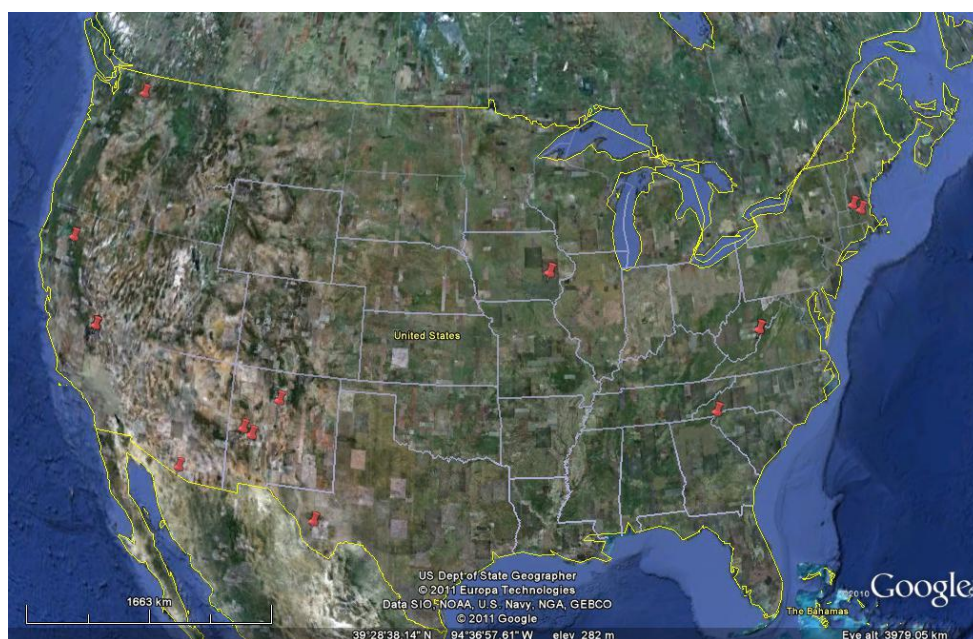 United States
US Dept of State Geographer
© 2011 Europa Technologies
Data SIO, NOAA, U.S. Navy, NGA, GEBCO
© 2011 Google
©2010 Google
The Bahamas
1663 km
39°28'38.14" N 94°36'57.61" W elev 282 m
Eye alt 3979.05 km